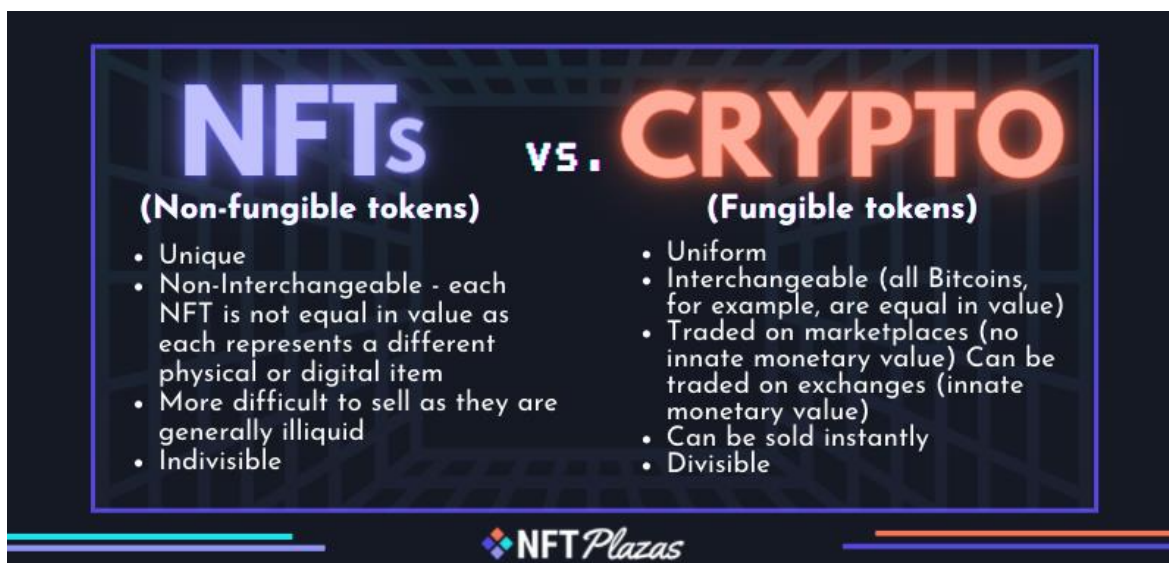 NFTs
vs.
CRYPTO
(Non-fungible tokens)
• Unique
• Non-Interchangeable - each
NFT is not equal in value as
each represents a different
physical or digital item
• More difficult to sell as they are
generally illiquid
• Indivisible
(Fungible tokens)
• Uniform
• Interchangeable (all Bitcoins,
for example, are equal in value)
• Traded on marketplaces (no
innate monetary value) Can be
traded on exchanges (innate
monetary value)
• Can be sold instantly
• Divisible
NFT Plazas